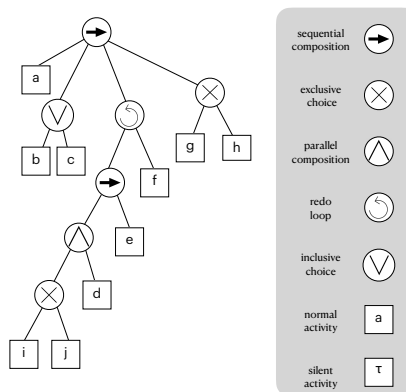 a
b
c
f
g
h
e
d
i
j
sequential
composition
exclusive
choice
parallel
composition
redo
loop
inclusive
choice
normal
activity
a
silent
activity
τ